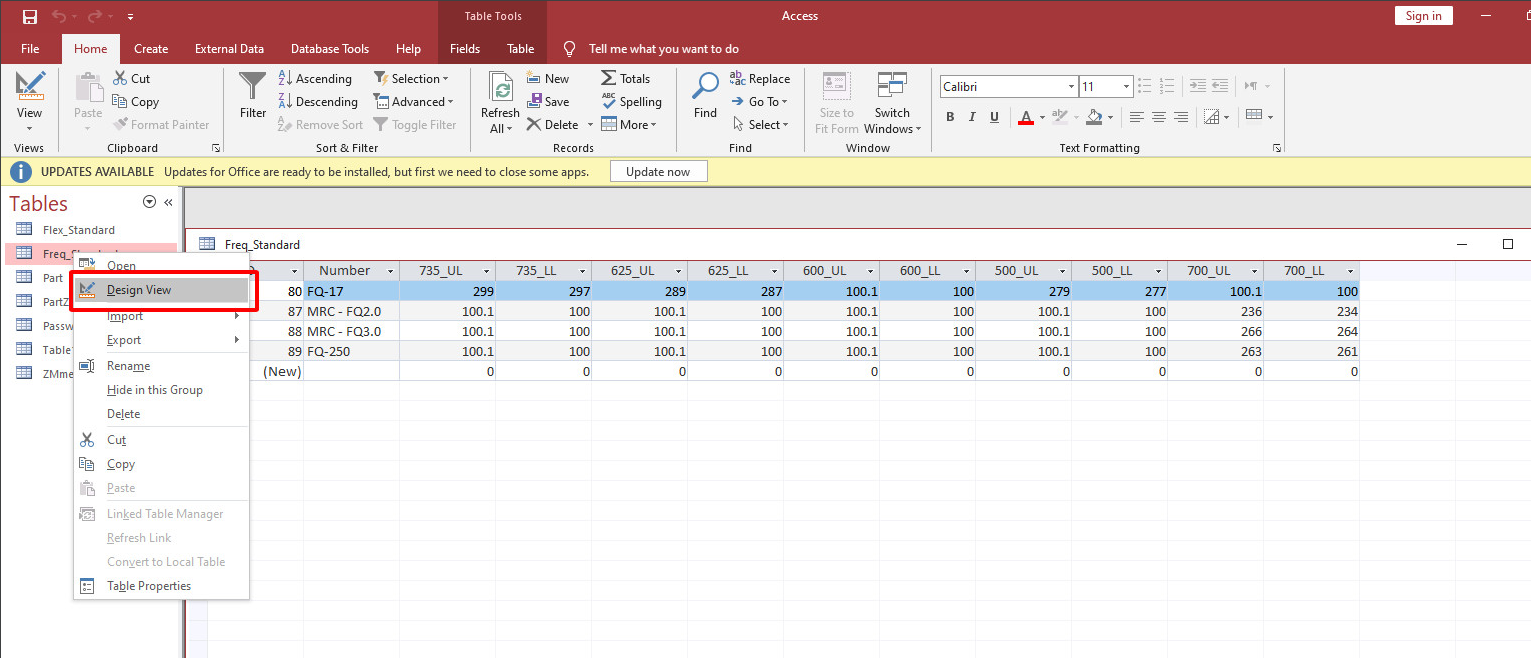 Table Tools
Access
Sign in
File
Home
Create
External Data
Database Tools
Help
Fields
Table
Tell me what you want to do
View
Views
Paste
Cut
Copy
Format Painter
Clipboard
Filter
Ascending
Descending
Remove Sort
Selection
Advanced
Toggle Filter
Sort & Filter
Refresh
All
New
Save
Delete
Totals
Spelling
More
Records
Find
Replace
Go To
Select
Find
Size to
Fit Form
Switch
Windows
Window
Calibri
11
B I U
Text Formatting
UPDATES AVAILABLE Updates for Office are ready to be installed, but first we need to close some apps. Update now
Tables
Flex_Standard
Part
Open
Design View
Import
Export
Rename
Hide in this Group
Delete
Cut
Copy
Paste
Linked Table Manager
Refresh Link
Convert to Local Table
Table Properties
Freq_Standard
Number 735_UL 735_LL 625_UL 625_LL 600_UL 600_LL 500_UL 500_LL 700_UL 700_LL
80 FQ-17 299 297 289 287 100.1 100 279 277 100.1 100
87 MRC - FQ2.0 100.1 100 100.1 100 100.1 100 100.1 100 236 234
88 MRC - FQ3.0 100.1 100 100.1 100 100.1 100 100.1 100 266 264
89 FQ-250 100.1 100 100.1 100 100.1 100 100.1 100 263 261
(New) 0 0 0 0 0 0 0 0 0 0